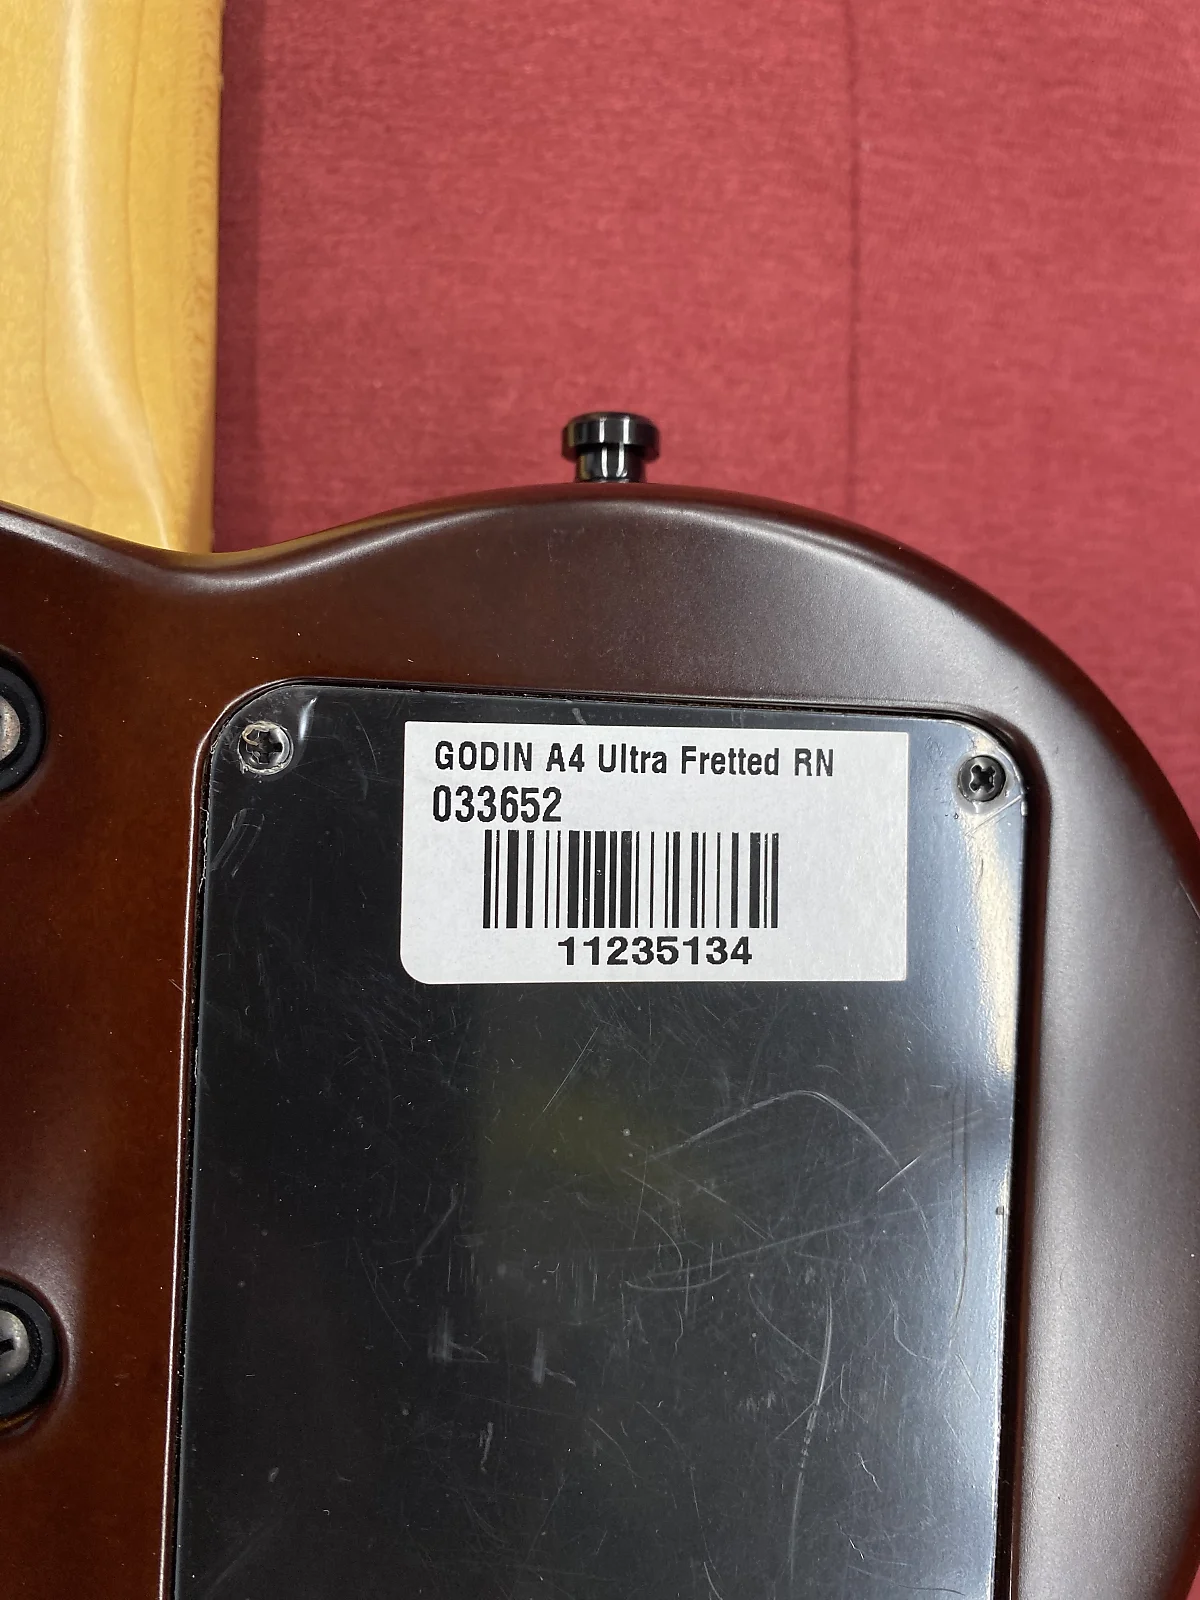 GODIN A4 Ultra Fretted RN
033652
11235134